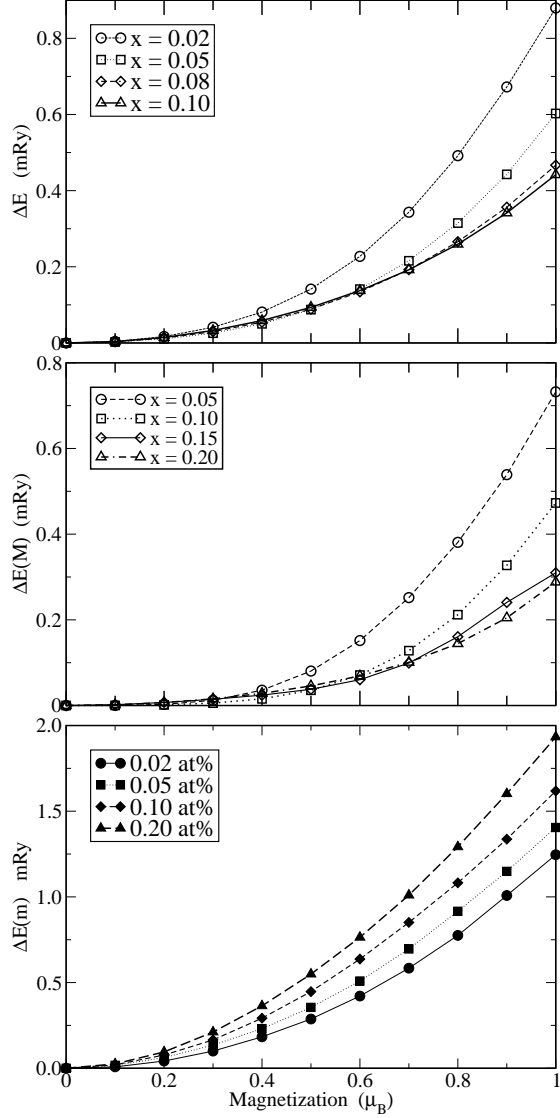 0.8
0.6
0.4
0.2
0
ΔE (mRy)
x = 0.02
x = 0.05
x = 0.08
x = 0.10
0.8
0.6
0.4
0.2
0
ΔE(M) (mRy)
x = 0.05
x = 0.10
x = 0.15
x = 0.20
2.0
1.5
1.0
0.5
0.0
ΔE(m) mRy
0.02 at%
0.05 at%
0.10 at%
0.20 at%
0 0.2 0.4 0.6 0.8 1
Magnetization (μB)